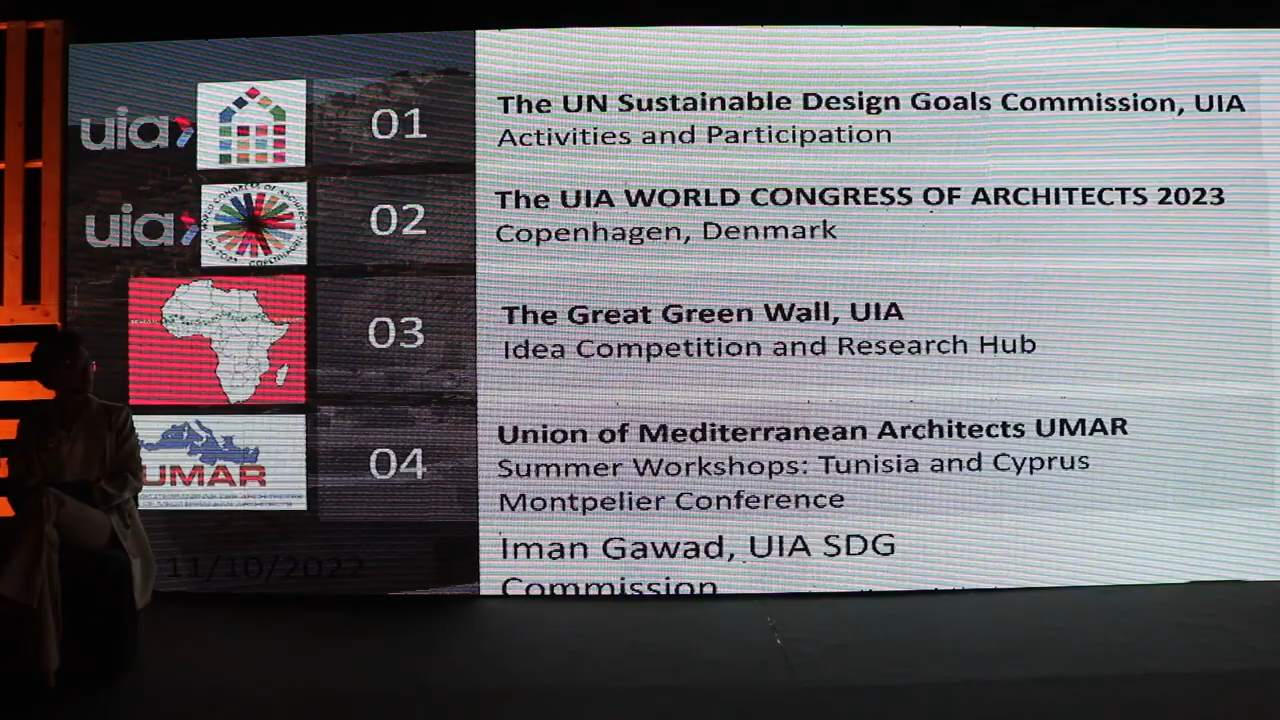 uia
01
The UN Sustainable Design Goals Commission, UIA
Activities and Participation
uia
02
The UIA WORLD CONGRESS OF ARCHITECTS 2023
Copenhagen, Denmark
03
The Great Green Wall, UIA
Idea Competition and Research Hub
UMAR
04
Union of Mediterranean Architects UMAR
Summer Workshops: Tunisia and Cyprus
Montpelier Conference
Iman Gawad, UIA SDG
Commission
11/10/2022